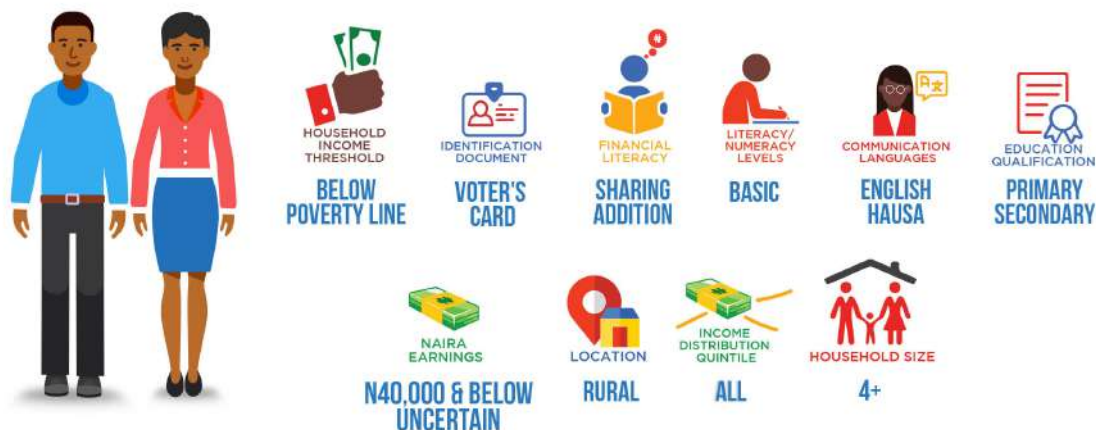 HOUSEHOLD
INCOME
THRESHOLD
BELOW
POVERTY LINE
IDENTIFICATION
DOCUMENT
VOTER'S
CARD
FINANCIAL
LITERACY
SHARING
ADDITION
LITERACY/
NUMERACY
LEVELS
BASIC
COMMUNICATION
LANGUAGES
ENGLISH
HAUSA
EDUCATION
QUALIFICATION
PRIMARY
SECONDARY
NAIRA
EARNINGS
N40,000 & BELOW
UNCERTAIN
LOCATION
RURAL
INCOME
DISTRIBUTION
QUINTILE
ALL
HOUSEHOLD SIZE
4+